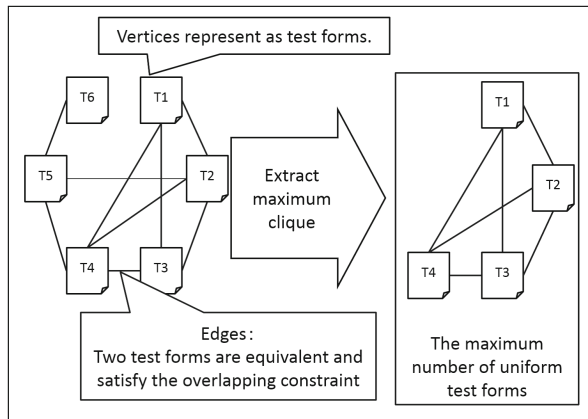 Vertices represent as test forms.
T6
T1
T5
T2
T4
T3
Extract
maximum
clique
Edges:
Two test forms are equivalent and
satisfy the overlapping constraint
T1
T2
T4
T3
The maximum
number of uniform
test forms